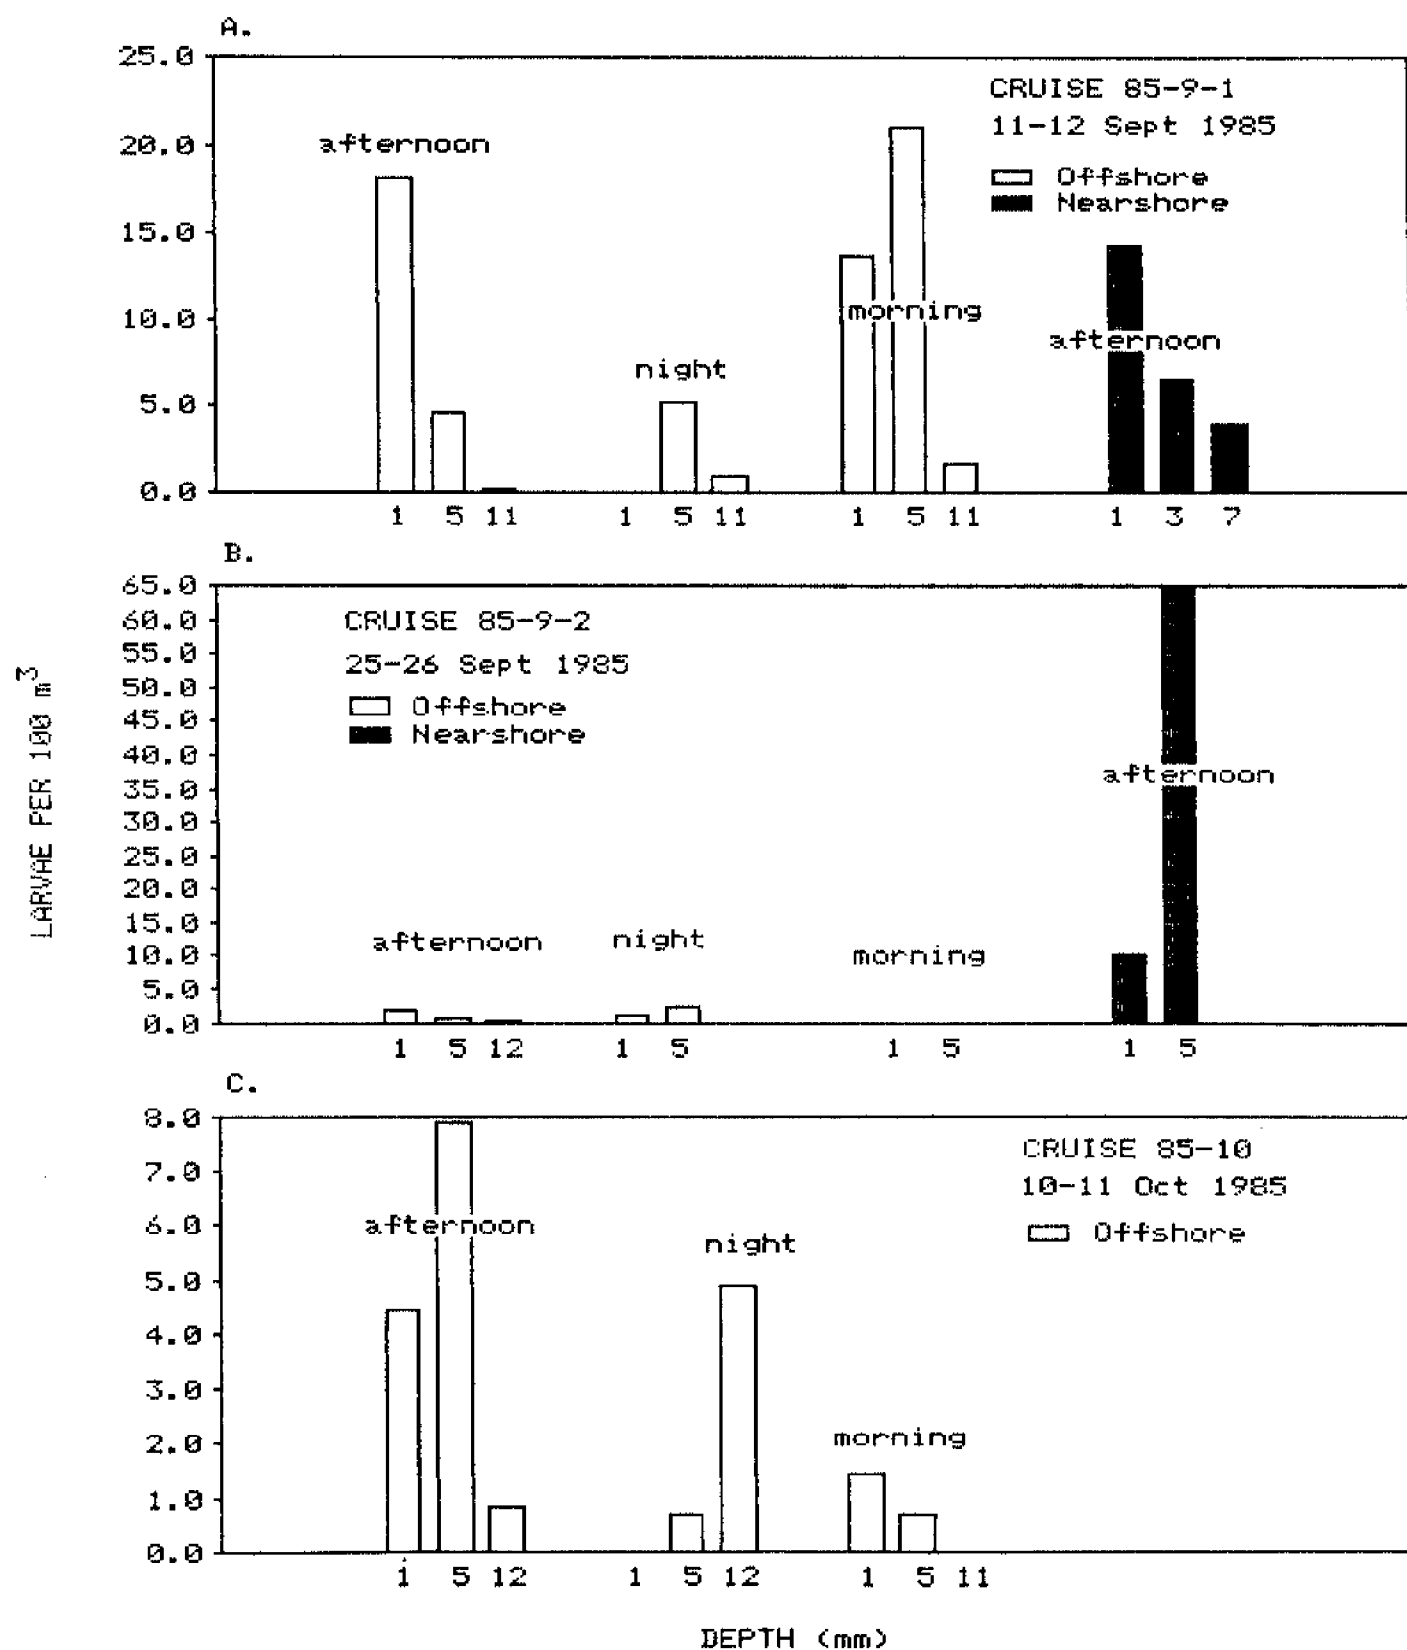 A.
25.0
20.0
15.0
10.0
5.0
0.0
CRUISE 85-9-1
11-12 Sept 1985
Offshore
Nearshore
afternoon
night
morning
afternoon
1 5 11 1 5 11 1 5 11 1 3 7
B.
65.0
60.0
55.0
50.0
45.0
40.0
35.0
30.0
25.0
20.0
15.0
10.0
5.0
0.0
CRUISE 85-9-2
25-26 Sept 1985
Offshore
Nearshore
afternoon
night
morning
afternoon
1 5 12 1 5 1 5 1 5
LARVAE PER 100 m³
C.
8.0
7.0
6.0
5.0
4.0
3.0
2.0
1.0
0.0
CRUISE 85-10
10-11 Oct 1985
Offshore
afternoon
night
morning
1 5 12 1 5 12 1 5 11
DEPTH (mm)